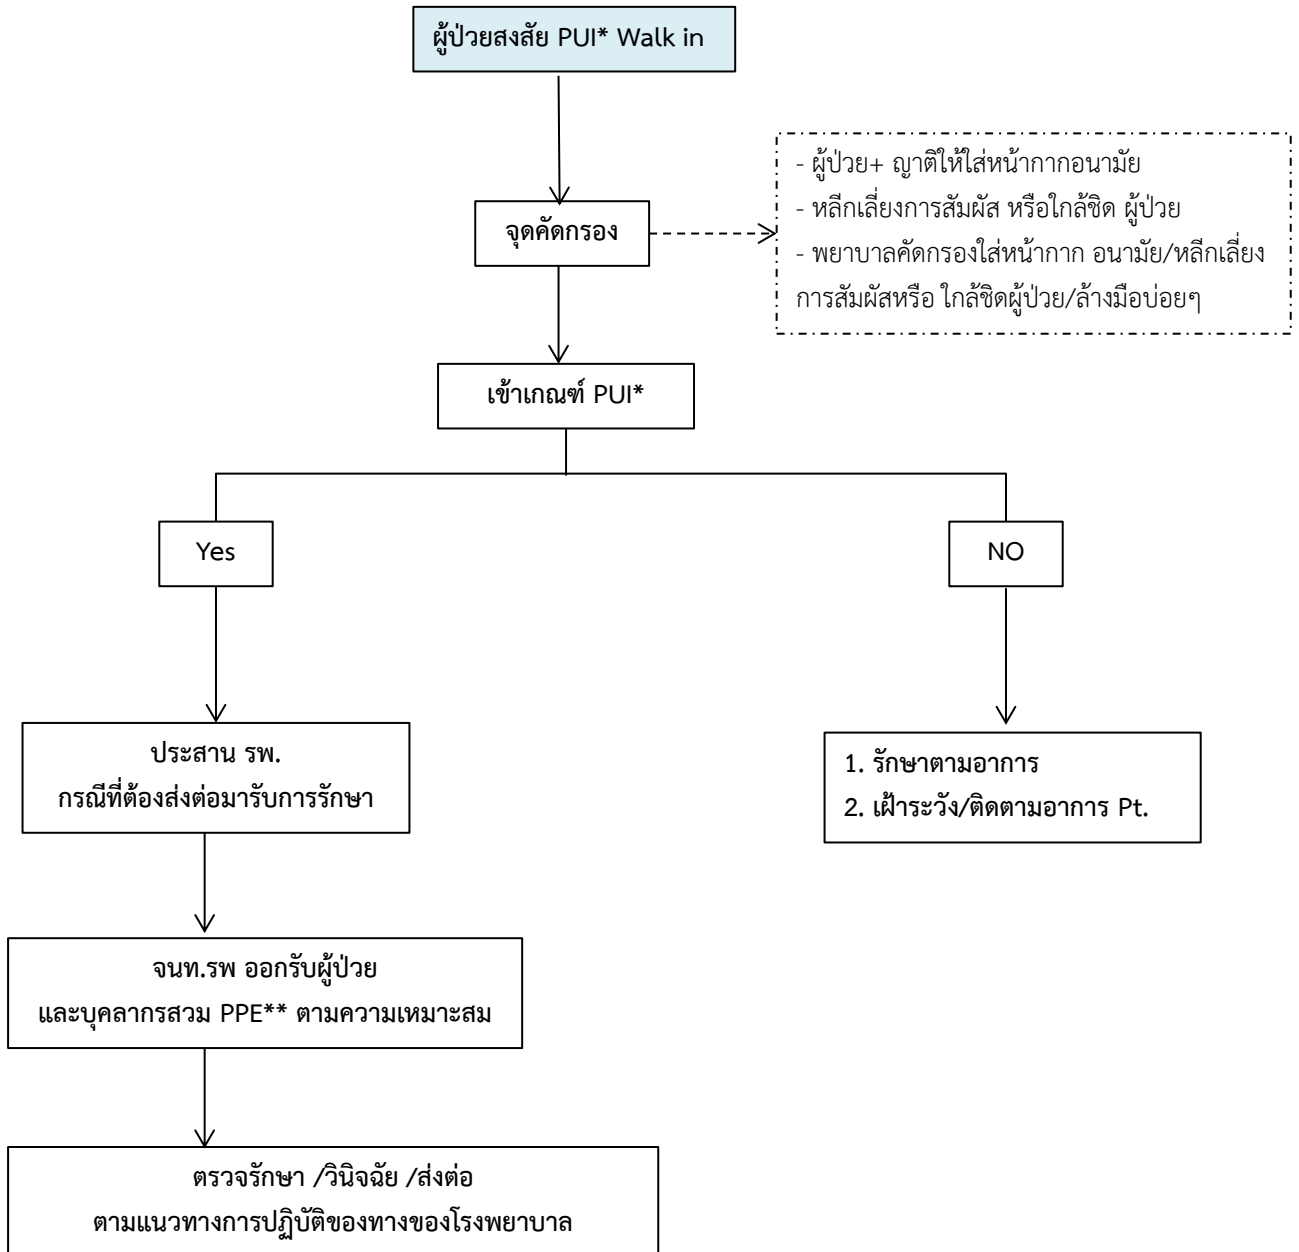 ผู้ป่วยสงสัย PUI* Walk in
- ผู้ป่วย+ ญาติให้ใส่หน้ากากอนามัย
- หลีกเลี่ยงการสัมผัส หรือใกล้ชิด ผู้ป่วย
- พยาบาลคัดกรองใส่หน้ากาก อนามัย/หลีกเลี่ยง
การสัมผัสหรือ ใกล้ชิดผู้ป่วย/ล้างมือบ่อยๆ
จุดคัดกรอง
เข้าเกณฑ์ PUI*
Yes
NO
ประสาน รพ.
กรณีที่ต้องส่งต่อมารับการรักษา
1. รักษาตามอาการ
2. เฝ้าระวัง/ติดตามอาการ Pt.
จนท.รพ ออกรับผู้ป่วย
และบุคลากรสวม PPE** ตามความเหมาะสม
ตรวจรักษา /วินิจฉัย /ส่งต่อ
ตามแนวทางการปฏิบัติของทางของโรงพยาบาล